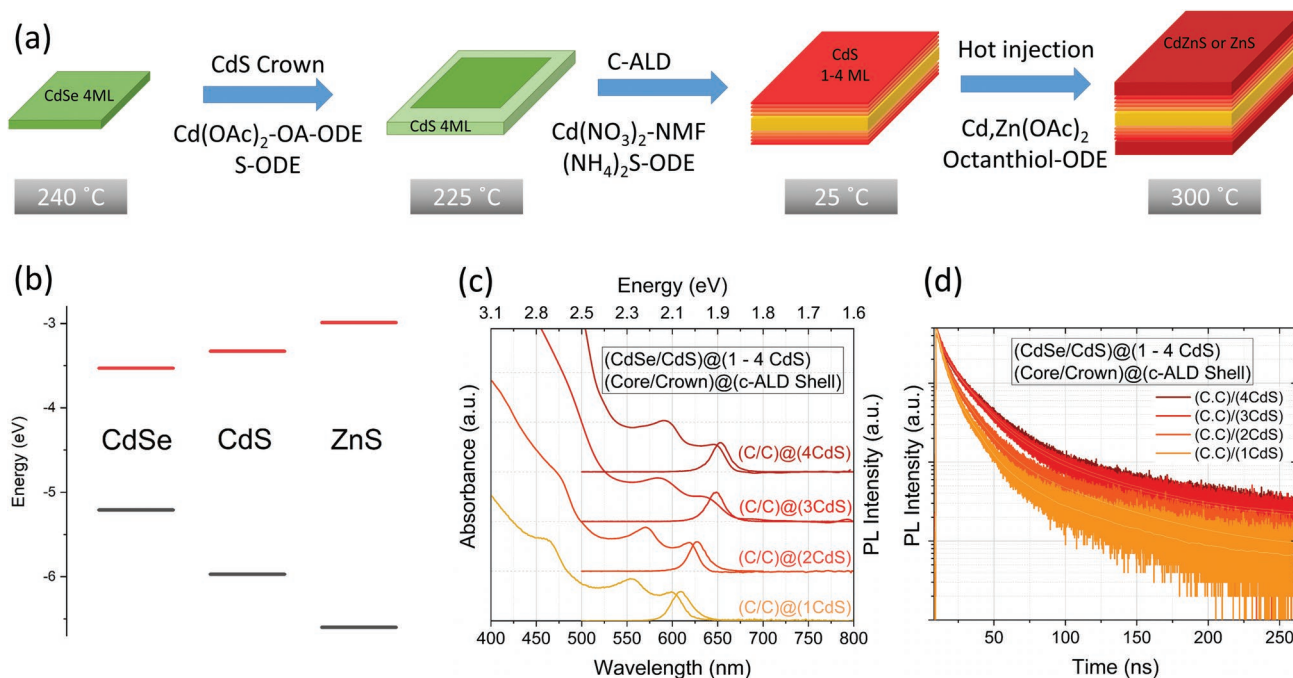 (a)
CdSe 4ML
CdS Crown
Cd(OAc)₂-OA-ODE
S-ODE
CdS 4ML
C-ALD
Cd(NO₃)₂-NMF
(NH₄)₂S-ODE
CdS
1-4 ML
Hot injection
Cd,Zn(OAc)₂
Octanthiol-ODE
CdZnS or ZnS
240 ˚C
225 ˚C
25 ˚C
300 ˚C
(b)
Energy (eV)
-3
-4
-5
-6
CdSe
CdS
ZnS
(c)
Energy (eV)
3.1 2.8 2.5 2.3 2.1 1.9 1.8 1.7 1.6
(CdSe/CdS)@(1 - 4 CdS)
(Core/Crown)@(c-ALD Shell)
(C/C)@(4CdS)
(C/C)@(3CdS)
(C/C)@(2CdS)
(C/C)@(1CdS)
Absorbance (a.u.)
PL Intensity (a.u.)
400 450 500 550 600 650 700 750 800
Wavelength (nm)
(d)
(CdSe/CdS)@(1 - 4 CdS)
(Core/Crown)@(c-ALD Shell)
(C.C)/(4CdS)
(C.C)/(3CdS)
(C.C)/(2CdS)
(C.C)/(1CdS)
PL Intensity (a.u.)
50 100 150 200 250
Time (ns)